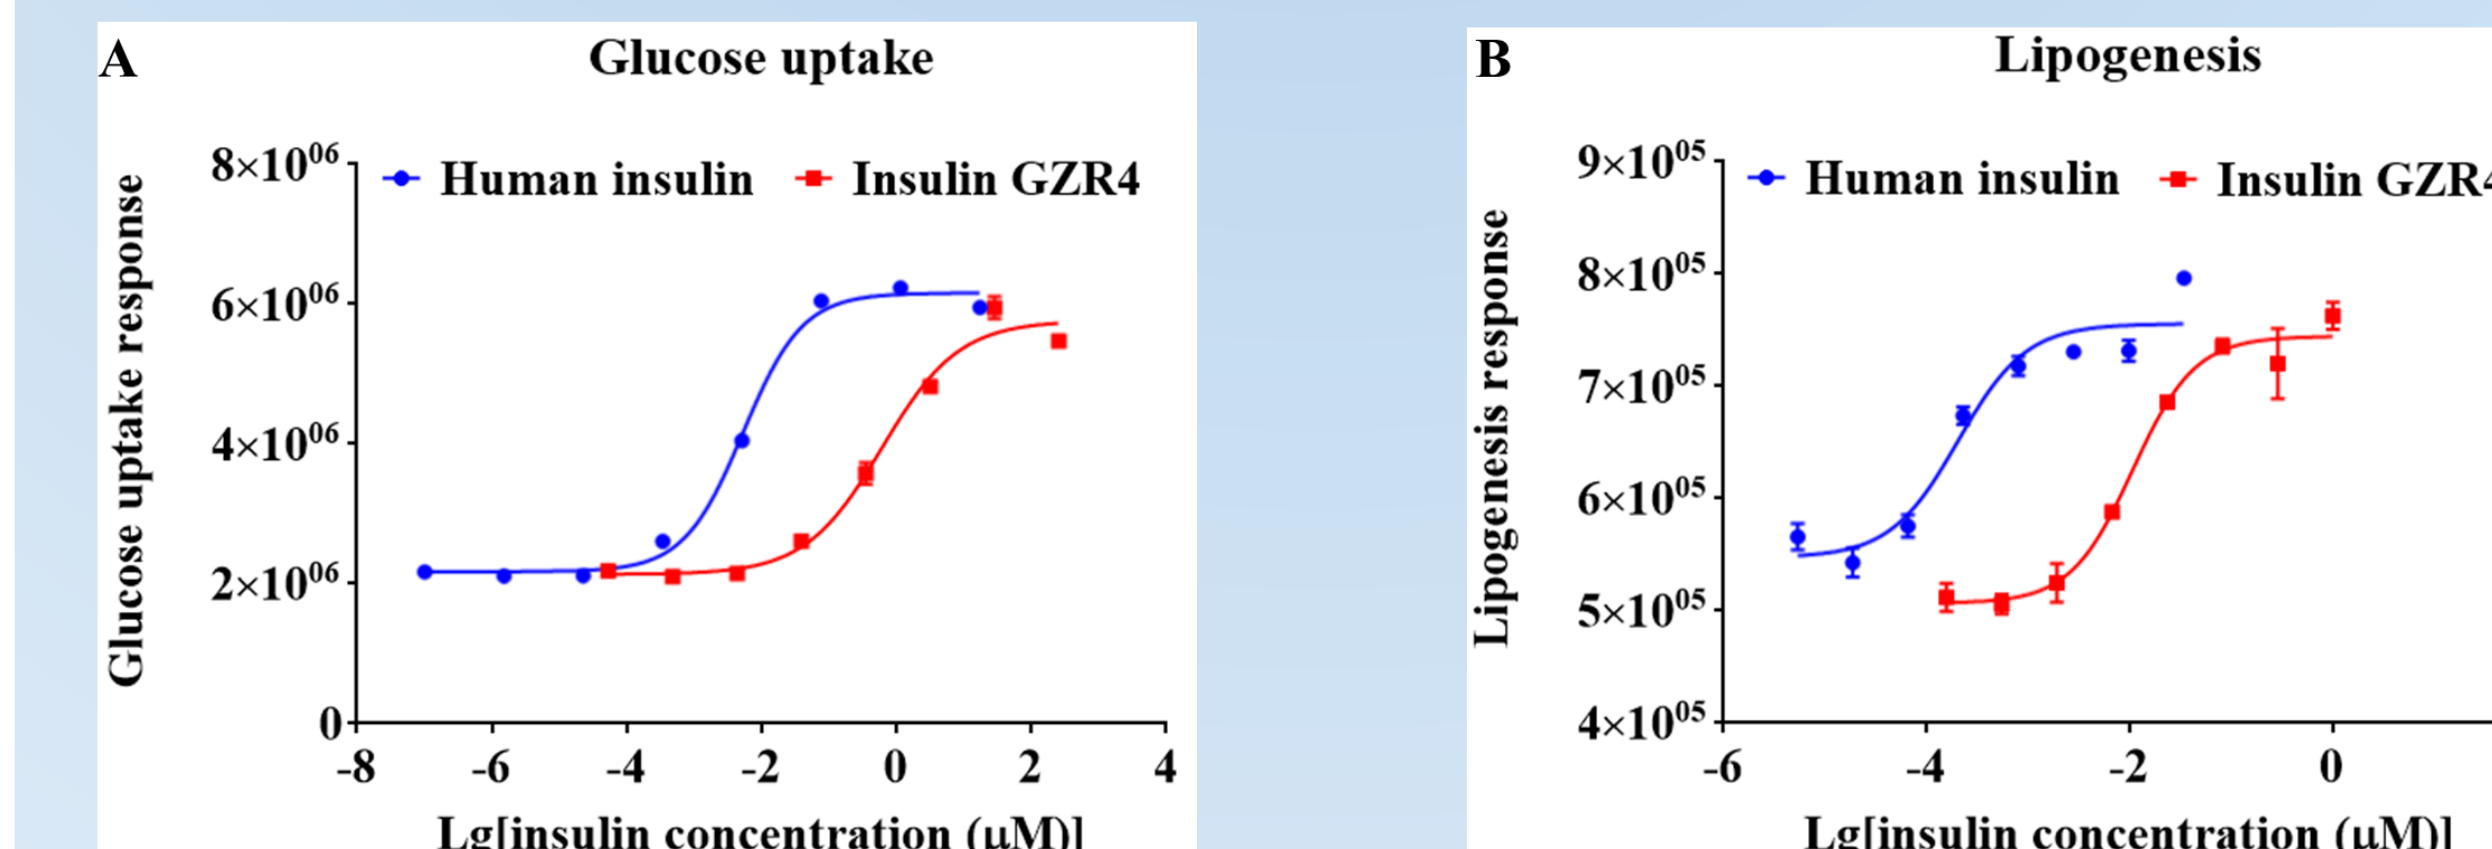 A
Glucose uptake
Glucose uptake response
8×10⁰⁶
6×10⁰⁶
4×10⁰⁶
2×10⁰⁶
0
Human insulin
Insulin GZR4
-8 -6 -4 -2 0 2 4
Lg[insulin concentration (μM)]
B
Lipogenesis
Lipogenesis response
9×10⁰⁵
8×10⁰⁵
7×10⁰⁵
6×10⁰⁵
5×10⁰⁵
4×10⁰⁵
Human insulin
Insulin GZR4
-6 -4 -2 0
Lg[insulin concentration (μM)]